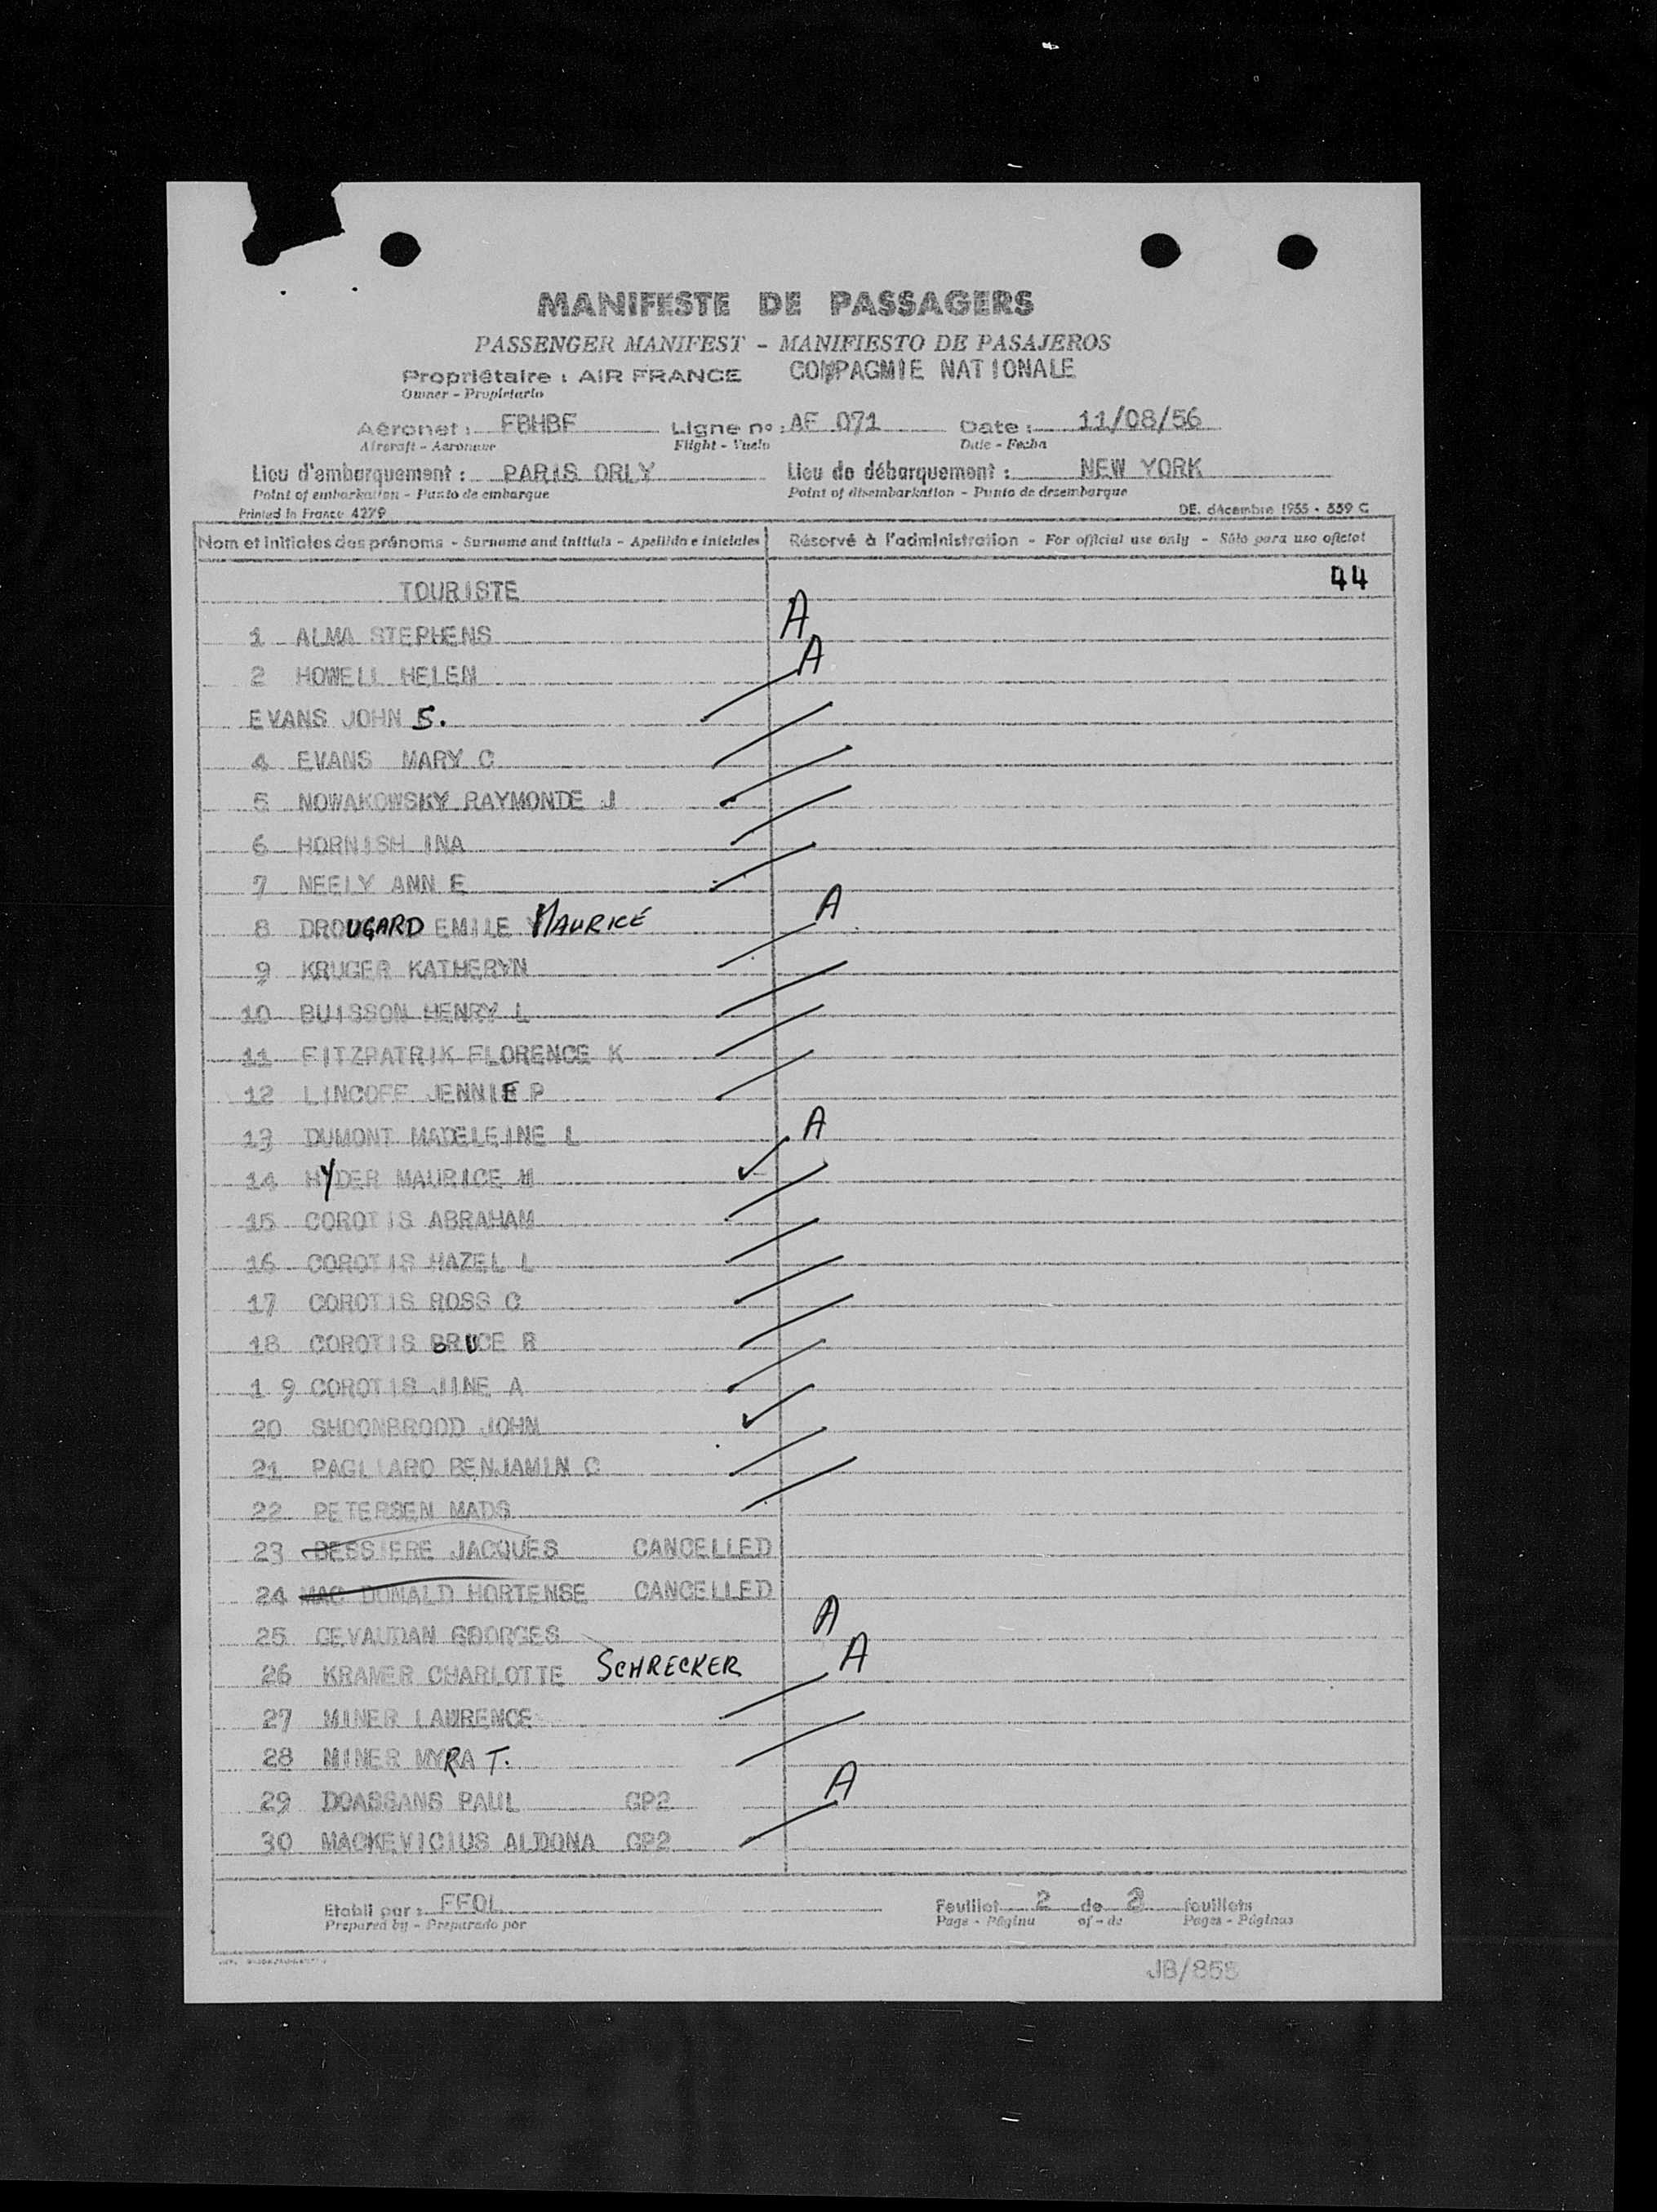 MANIFESTE DE PASSAGERS
PASSENGER MANIFEST - MANIFIESTO DE PASAJEROS
Propriétaire : AIR FRANCE COMPAGMIE NATIONALE
Owner - Propietario
Aéronef : FBHBF Ligne nº : AF 071 Date : 11/08/56
Aircraft - Aeronave Flight - Vuelo Date - Fecha
Lieu d'embarquement : PARIS ORLY Lieu de débarquement : NEW YORK
Point of embarkation - Punto de embarque Point of disembarkation - Punto de desembarque
Printed in France 4279 DE. décembre 1955 - 559 C
Nom et initiales des prénoms - Surname and initials - Apellido e iniciales Réservé à l'administration - For official use only - Sólo para uso oficial
TOURISTE 44
1 ALMA STEPHENS A
2 HOWELL HELEN A
EVANS JOHN S.
4 EVANS MARY C
5 NOWAKOWSKY RAYMONDE J
6 HORNISH INA
7 NEELY ANN E
8 DROUGARD EMILE MAURICE A
9 KRUGER KATHERYN
10 BUISSON HENRY L
11 FITZPATRIK FLORENCE K
12 LINCOFF JENNIE P
13 DUMONT MADELEINE L A
14 HYDER MAURICE M
15 COROTIS ABRAHAM
16 COROTIS HAZEL L
17 COROTIS ROSS C
18 COROTIS BRUCE R
1 9 COROTIS JINE A
20 SHOONBROOD JOHN
21 PAGLIARO BENJAMIN C
22 PETERSEN MADS
23 BESSIERE JACQUES CANCELLED
24 MAC DONALD HORTENSE CANCELLED
25 GEVAUDAN GEORGES A
26 KRAMER CHARLOTTE SCHRECKER A
27 MINER LAWRENCE
28 MINER MYRA T.
29 DOASSANS PAUL GP2 A
30 MACKEVICIUS ALDONA GP2
Etabli par : FFOL Feuillet 2 de 2 feuillets
Prepared by - Preparado por Page - Página of - de Pages - Páginas
JB/855